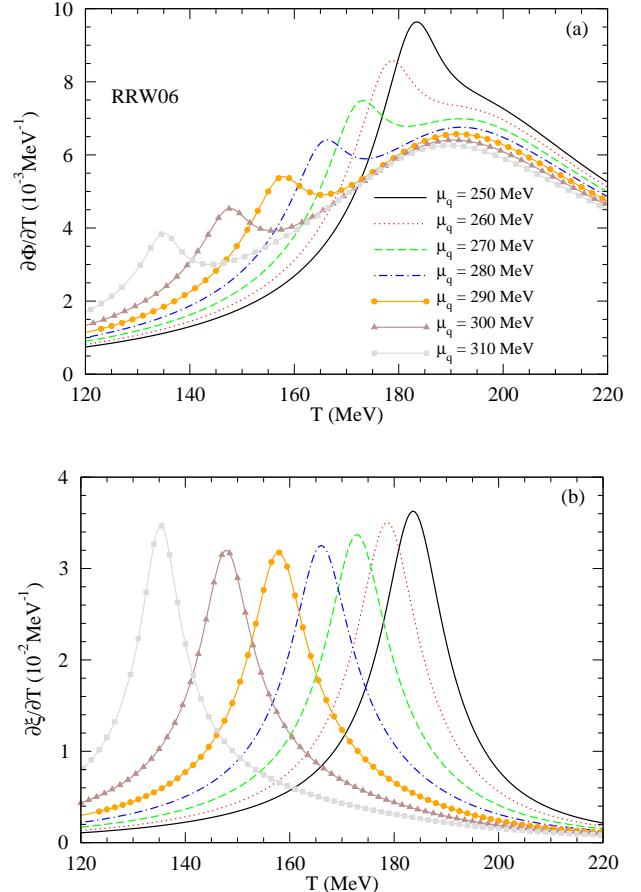 10
(a)
RRW06
8
6
4
2
0
∂Φ/∂T (10⁻³MeV⁻¹)
μq = 250 MeV
μq = 260 MeV
μq = 270 MeV
μq = 280 MeV
μq = 290 MeV
μq = 300 MeV
μq = 310 MeV
120 140 160 180 200 220
T (MeV)
4
(b)
3
2
1
0
∂ξ/∂T (10⁻²MeV⁻¹)
120 140 160 180 200 220
T (MeV)